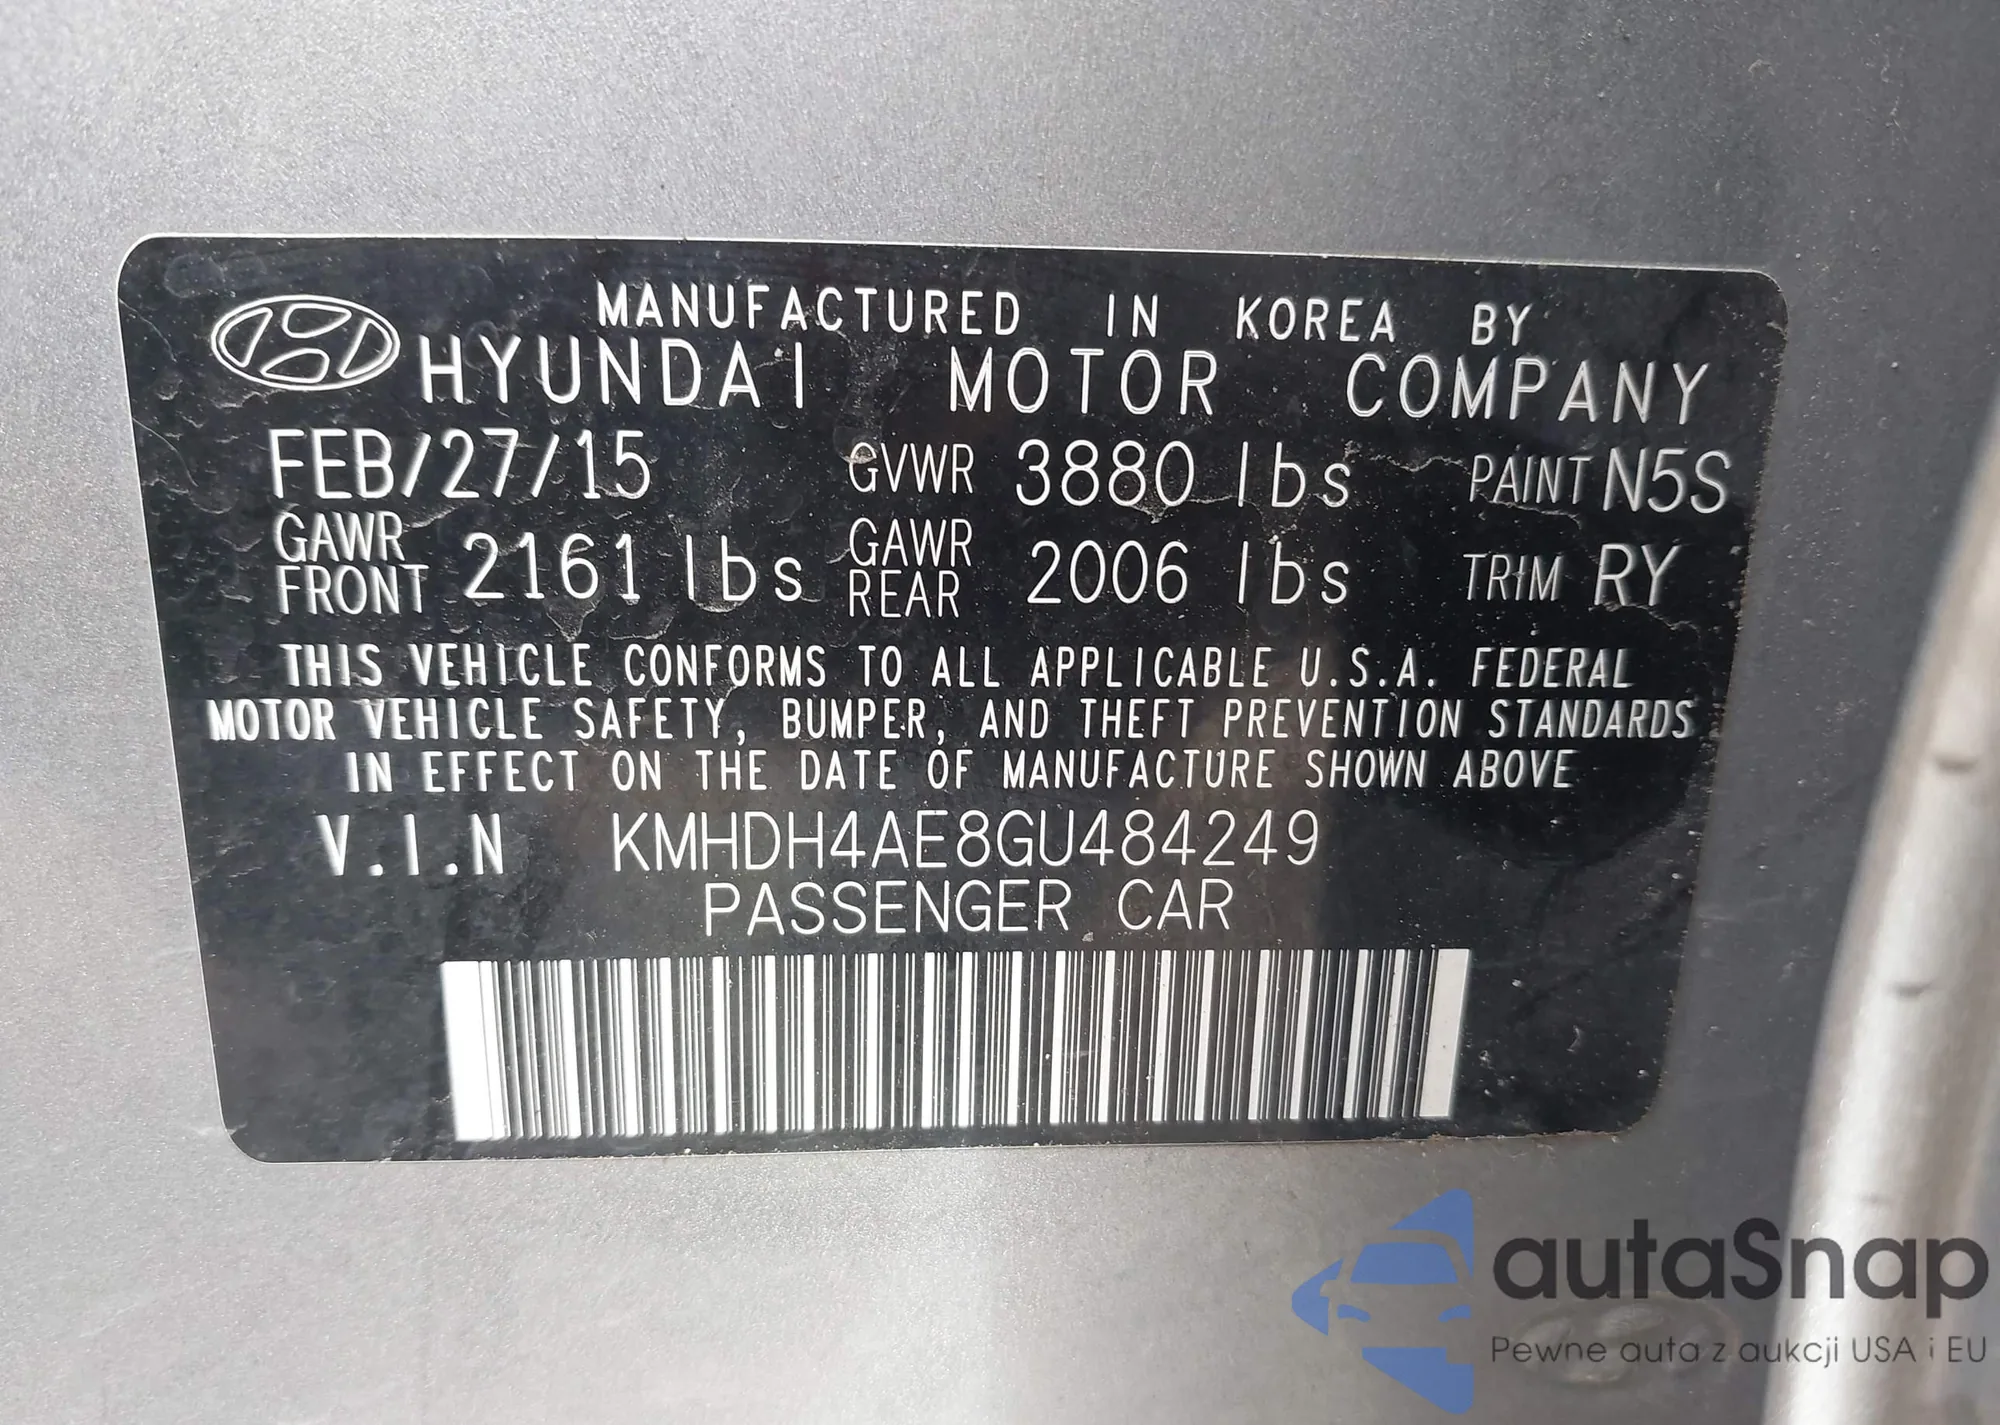 MANUFACTURED IN KOREA BY
HYUNDAI MOTOR COMPANY
FEB/27/15 GVWR 3880 lbs PAINT N5S
GAWR FRONT 2161 lbs GAWR REAR 2006 lbs TRIM RY
THIS VEHICLE CONFORMS TO ALL APPLICABLE U.S.A. FEDERAL
MOTOR VEHICLE SAFETY, BUMPER, AND THEFT PREVENTION STANDARDS
IN EFFECT ON THE DATE OF MANUFACTURE SHOWN ABOVE
V.I.N KMHDH4AE8GU484249
PASSENGER CAR
autaSnap
Pewne auta z aukcji USA i EU